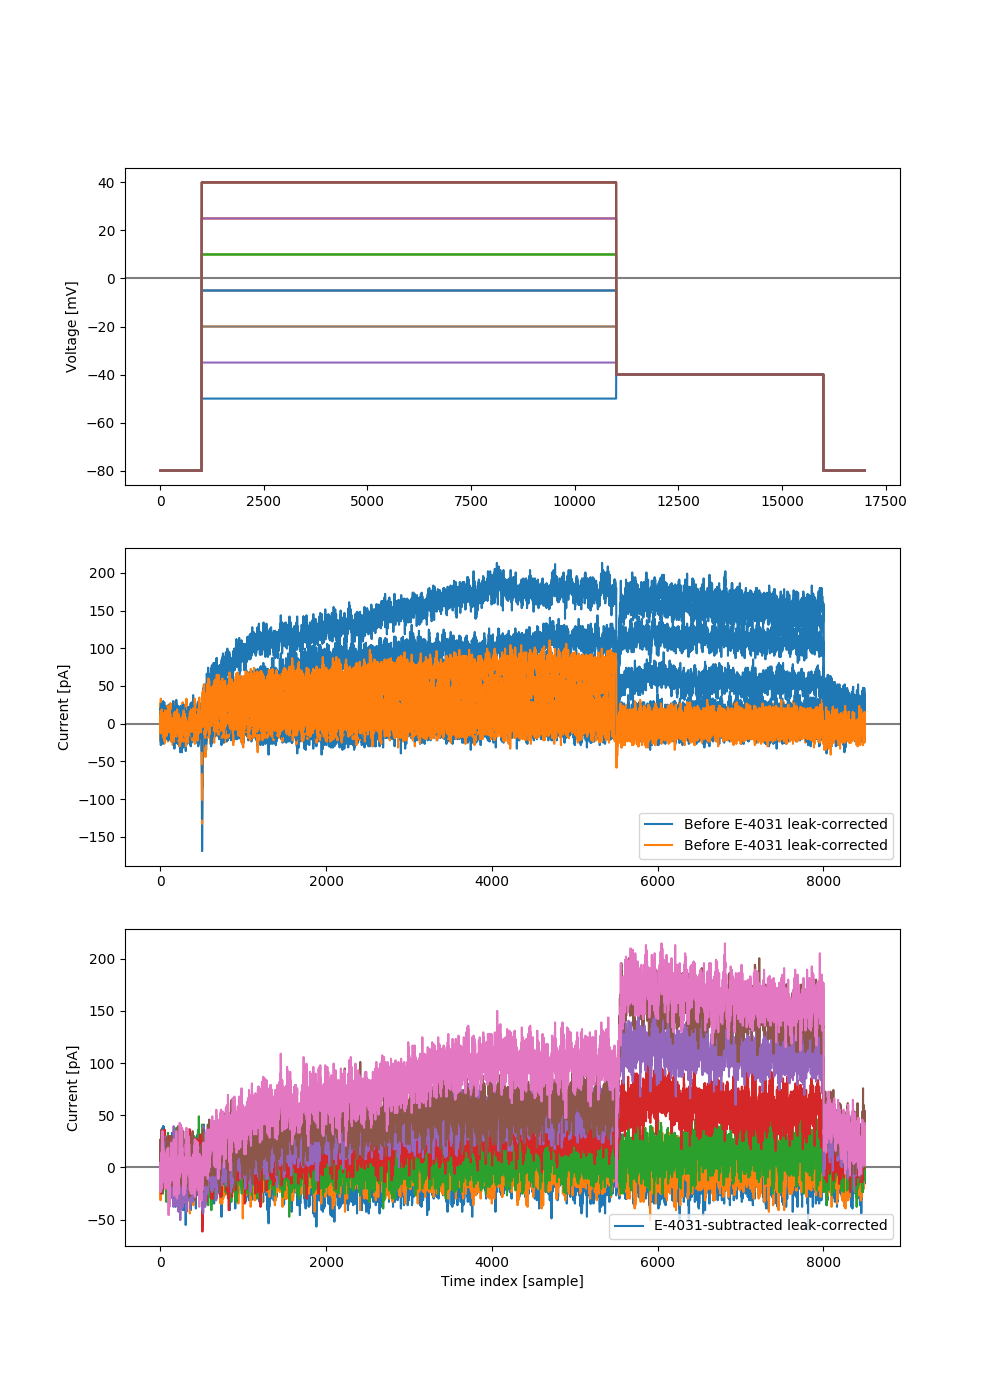 40
20
0
−20
−40
−60
−80
Voltage [mV]
0 2500 5000 7500 10000 12500 15000 17500
200
150
100
50
0
−50
−100
−150
Current [pA]
Before E-4031 leak-corrected
Before E-4031 leak-corrected
0 2000 4000 6000 8000
200
150
100
50
0
−50
Current [pA]
E-4031-subtracted leak-corrected
0 2000 4000 6000 8000
Time index [sample]